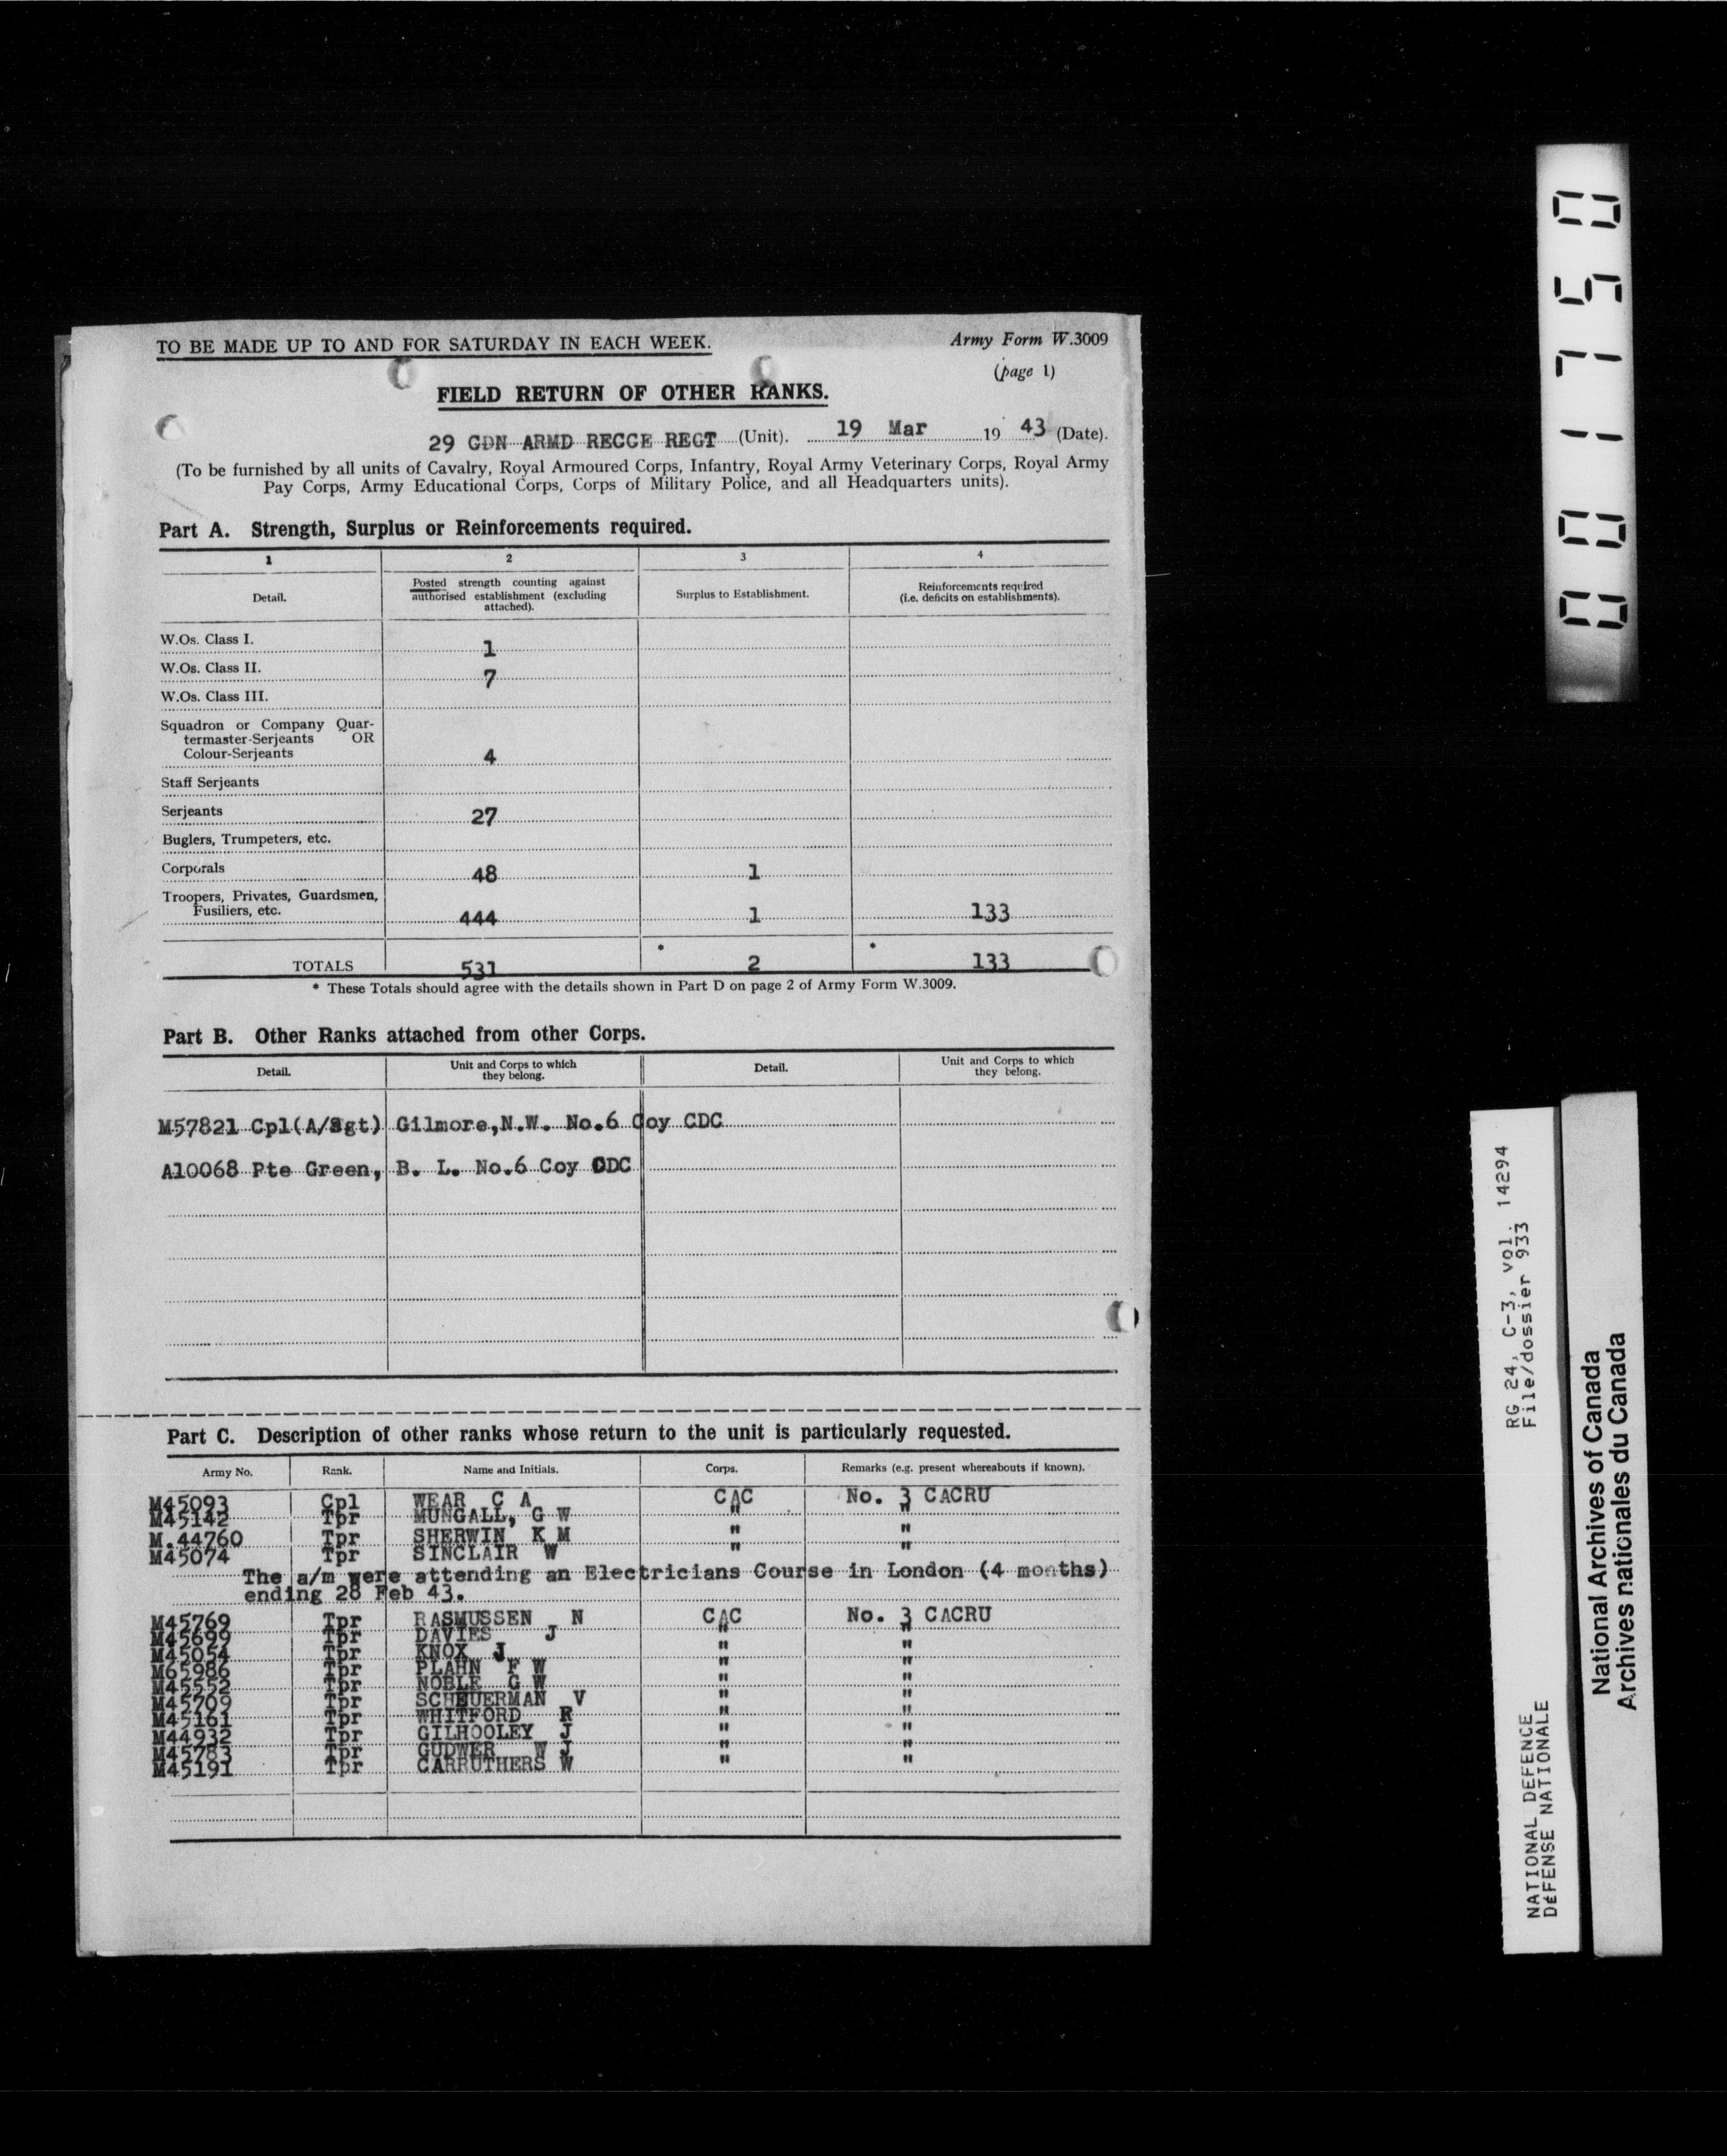 TO BE MADE UP TO AND FOR SATURDAY IN EACH WEEK.
Army Form W.3009
(page 1)
FIELD RETURN OF OTHER RANKS.
29 CDN ARMD RECCE REGT (Unit). 19 Mar 19 43 (Date).
(To be furnished by all units of Cavalry, Royal Armoured Corps, Infantry, Royal Army Veterinary Corps, Royal Army
Pay Corps, Army Educational Corps, Corps of Military Police, and all Headquarters units).
Part A. Strength, Surplus or Reinforcements required.
1 2 3 4
Detail.
Posted strength counting against
authorised establishment (excluding
attached).
Surplus to Establishment.
Reinforcements required
(i.e. deficits on establishments).
W.Os. Class I. 1
W.Os. Class II. 7
W.Os. Class III.
Squadron or Company Quar-
termaster-Serjeants OR
Colour-Serjeants 4
Staff Serjeants
Serjeants 27
Buglers, Trumpeters, etc.
Corporals 48 1
Troopers, Privates, Guardsmen,
Fusiliers, etc. 444 1 133
TOTALS 531 * 2 * 133
* These Totals should agree with the details shown in Part D on page 2 of Army Form W.3009.
Part B. Other Ranks attached from other Corps.
Detail.
Unit and Corps to which
they belong.
Detail.
Unit and Corps to which
they belong.
M57821 Cpl(A/Sgt) Gilmore,N.W. No.6 Coy CDC
A10068 Pte Green, B. L. No.6 Coy CDC
Part C. Description of other ranks whose return to the unit is particularly requested.
Army No. Rank. Name and Initials. Corps. Remarks (e.g. present whereabouts if known).
M45093 Cpl WEAR C A CAC No. 3 CACRU
M45142 Tpr MUNGALL, G W " "
M.44760 Tpr SHERWIN K M " "
M45074 Tpr SINCLAIR W " "
The a/m were attending an Electricians Course in London (4 months)
ending 28 Feb 43.
M45769 Tpr RASMUSSEN N CAC No. 3 CACRU
M45699 Tpr DAVIES J " "
M45054 Tpr KNOX J " "
M65986 Tpr PLAHN F W " "
M45552 Tpr NOBLE G W " "
M45709 Tpr SCHEUERMAN V " "
M45161 Tpr WHITFORD R " "
M44932 Tpr GILHOOLEY J " "
M45783 Tpr GUDWER W J " "
M45191 Tpr CARRUTHERS W " "
0001750
RG 24, C-3, vol. 14294
File/dossier 933
NATIONAL DEFENCE
DÉFENSE NATIONALE
National Archives of Canada
Archives nationales du Canada